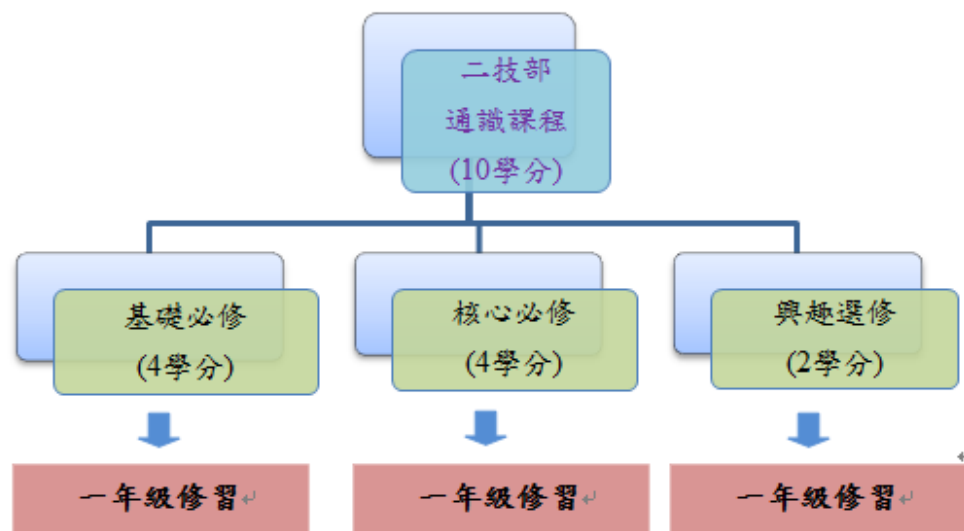 二技部
通識課程
(10學分)
基礎必修
(4學分)
核心必修
(4學分)
興趣選修
(2學分)
一年級修習
一年級修習
一年級修習